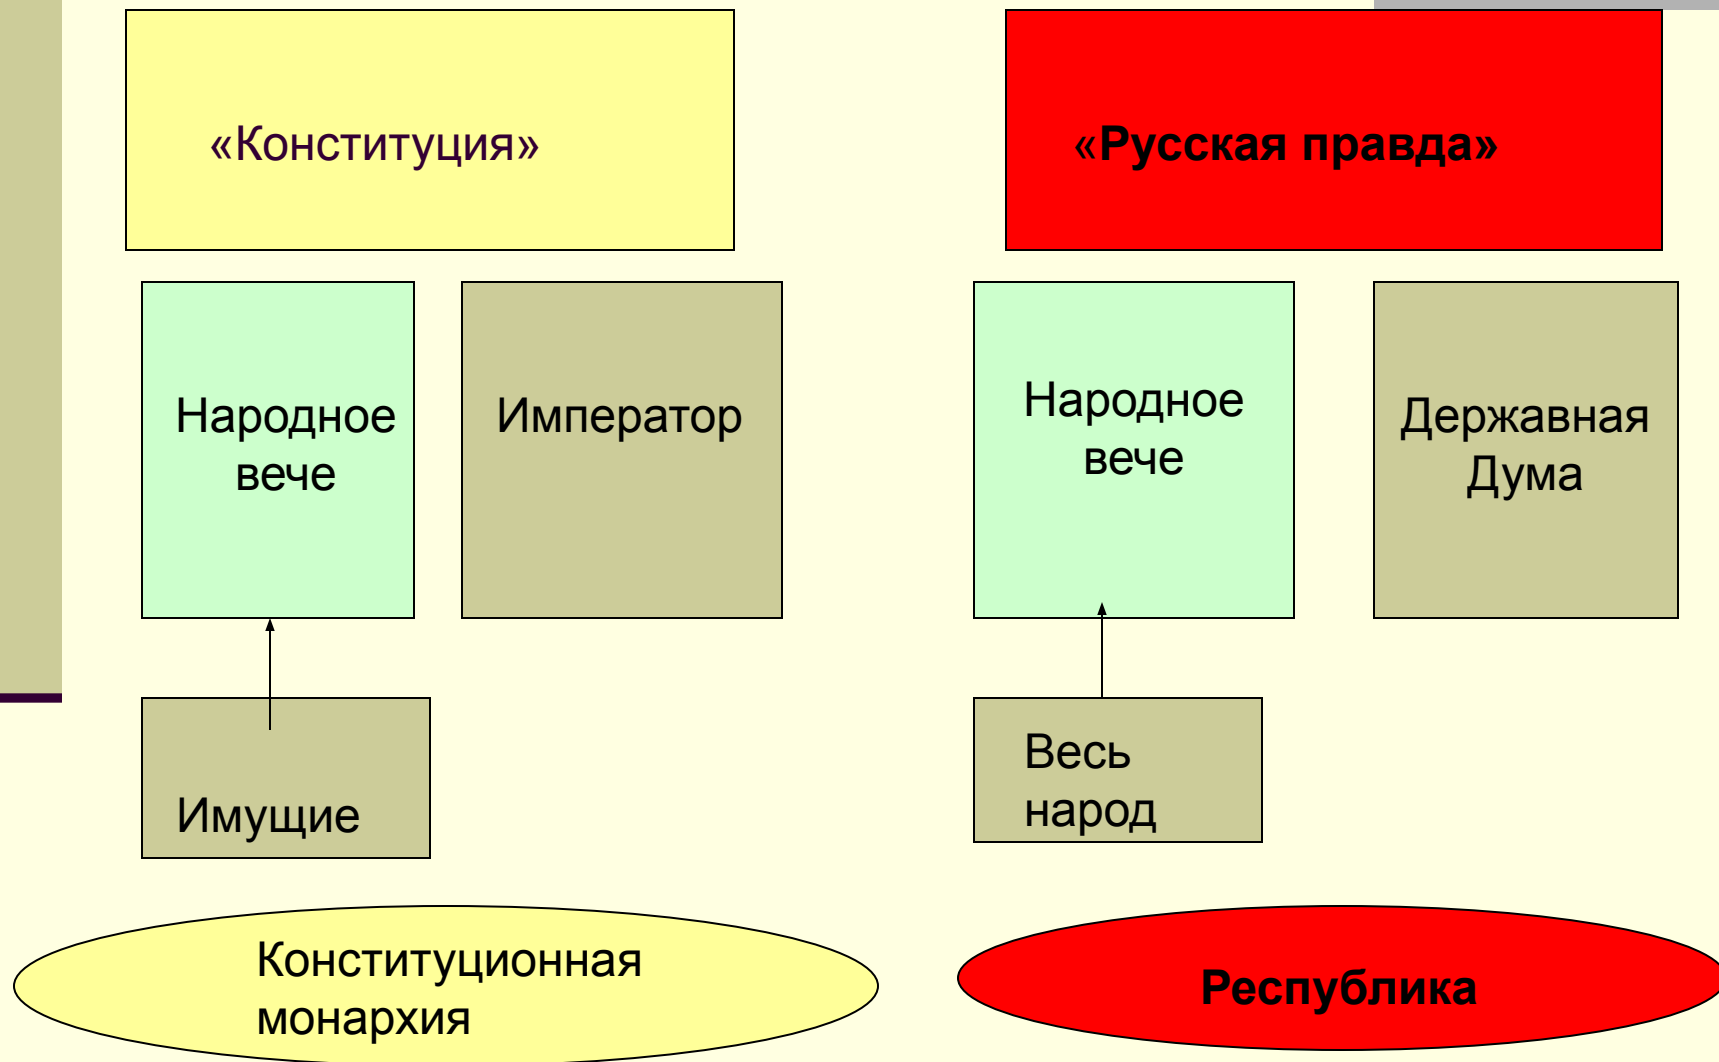 «Конституция»
«Русская правда»
Народное
вече
Император
Народное
вече
Державная
Дума
Имущие
Весь
народ
Конституционная
монархия
Республика